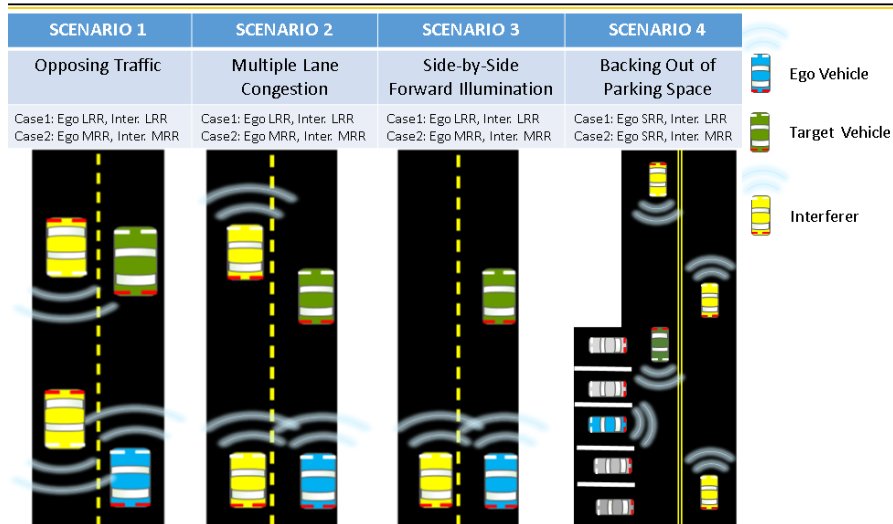 SCENARIO 1
SCENARIO 2
SCENARIO 3
SCENARIO 4
Opposing Traffic
Multiple Lane
Congestion
Side-by-Side
Forward Illumination
Backing Out of
Parking Space
Case1: Ego LRR, Inter. LRR
Case2: Ego MRR, Inter. MRR
Case1: Ego LRR, Inter. LRR
Case2: Ego MRR, Inter. MRR
Case1: Ego LRR, Inter. LRR
Case2: Ego MRR, Inter. MRR
Case1: Ego SRR, Inter. LRR
Case2: Ego SRR, Inter. MRR
Ego Vehicle
Target Vehicle
Interferer